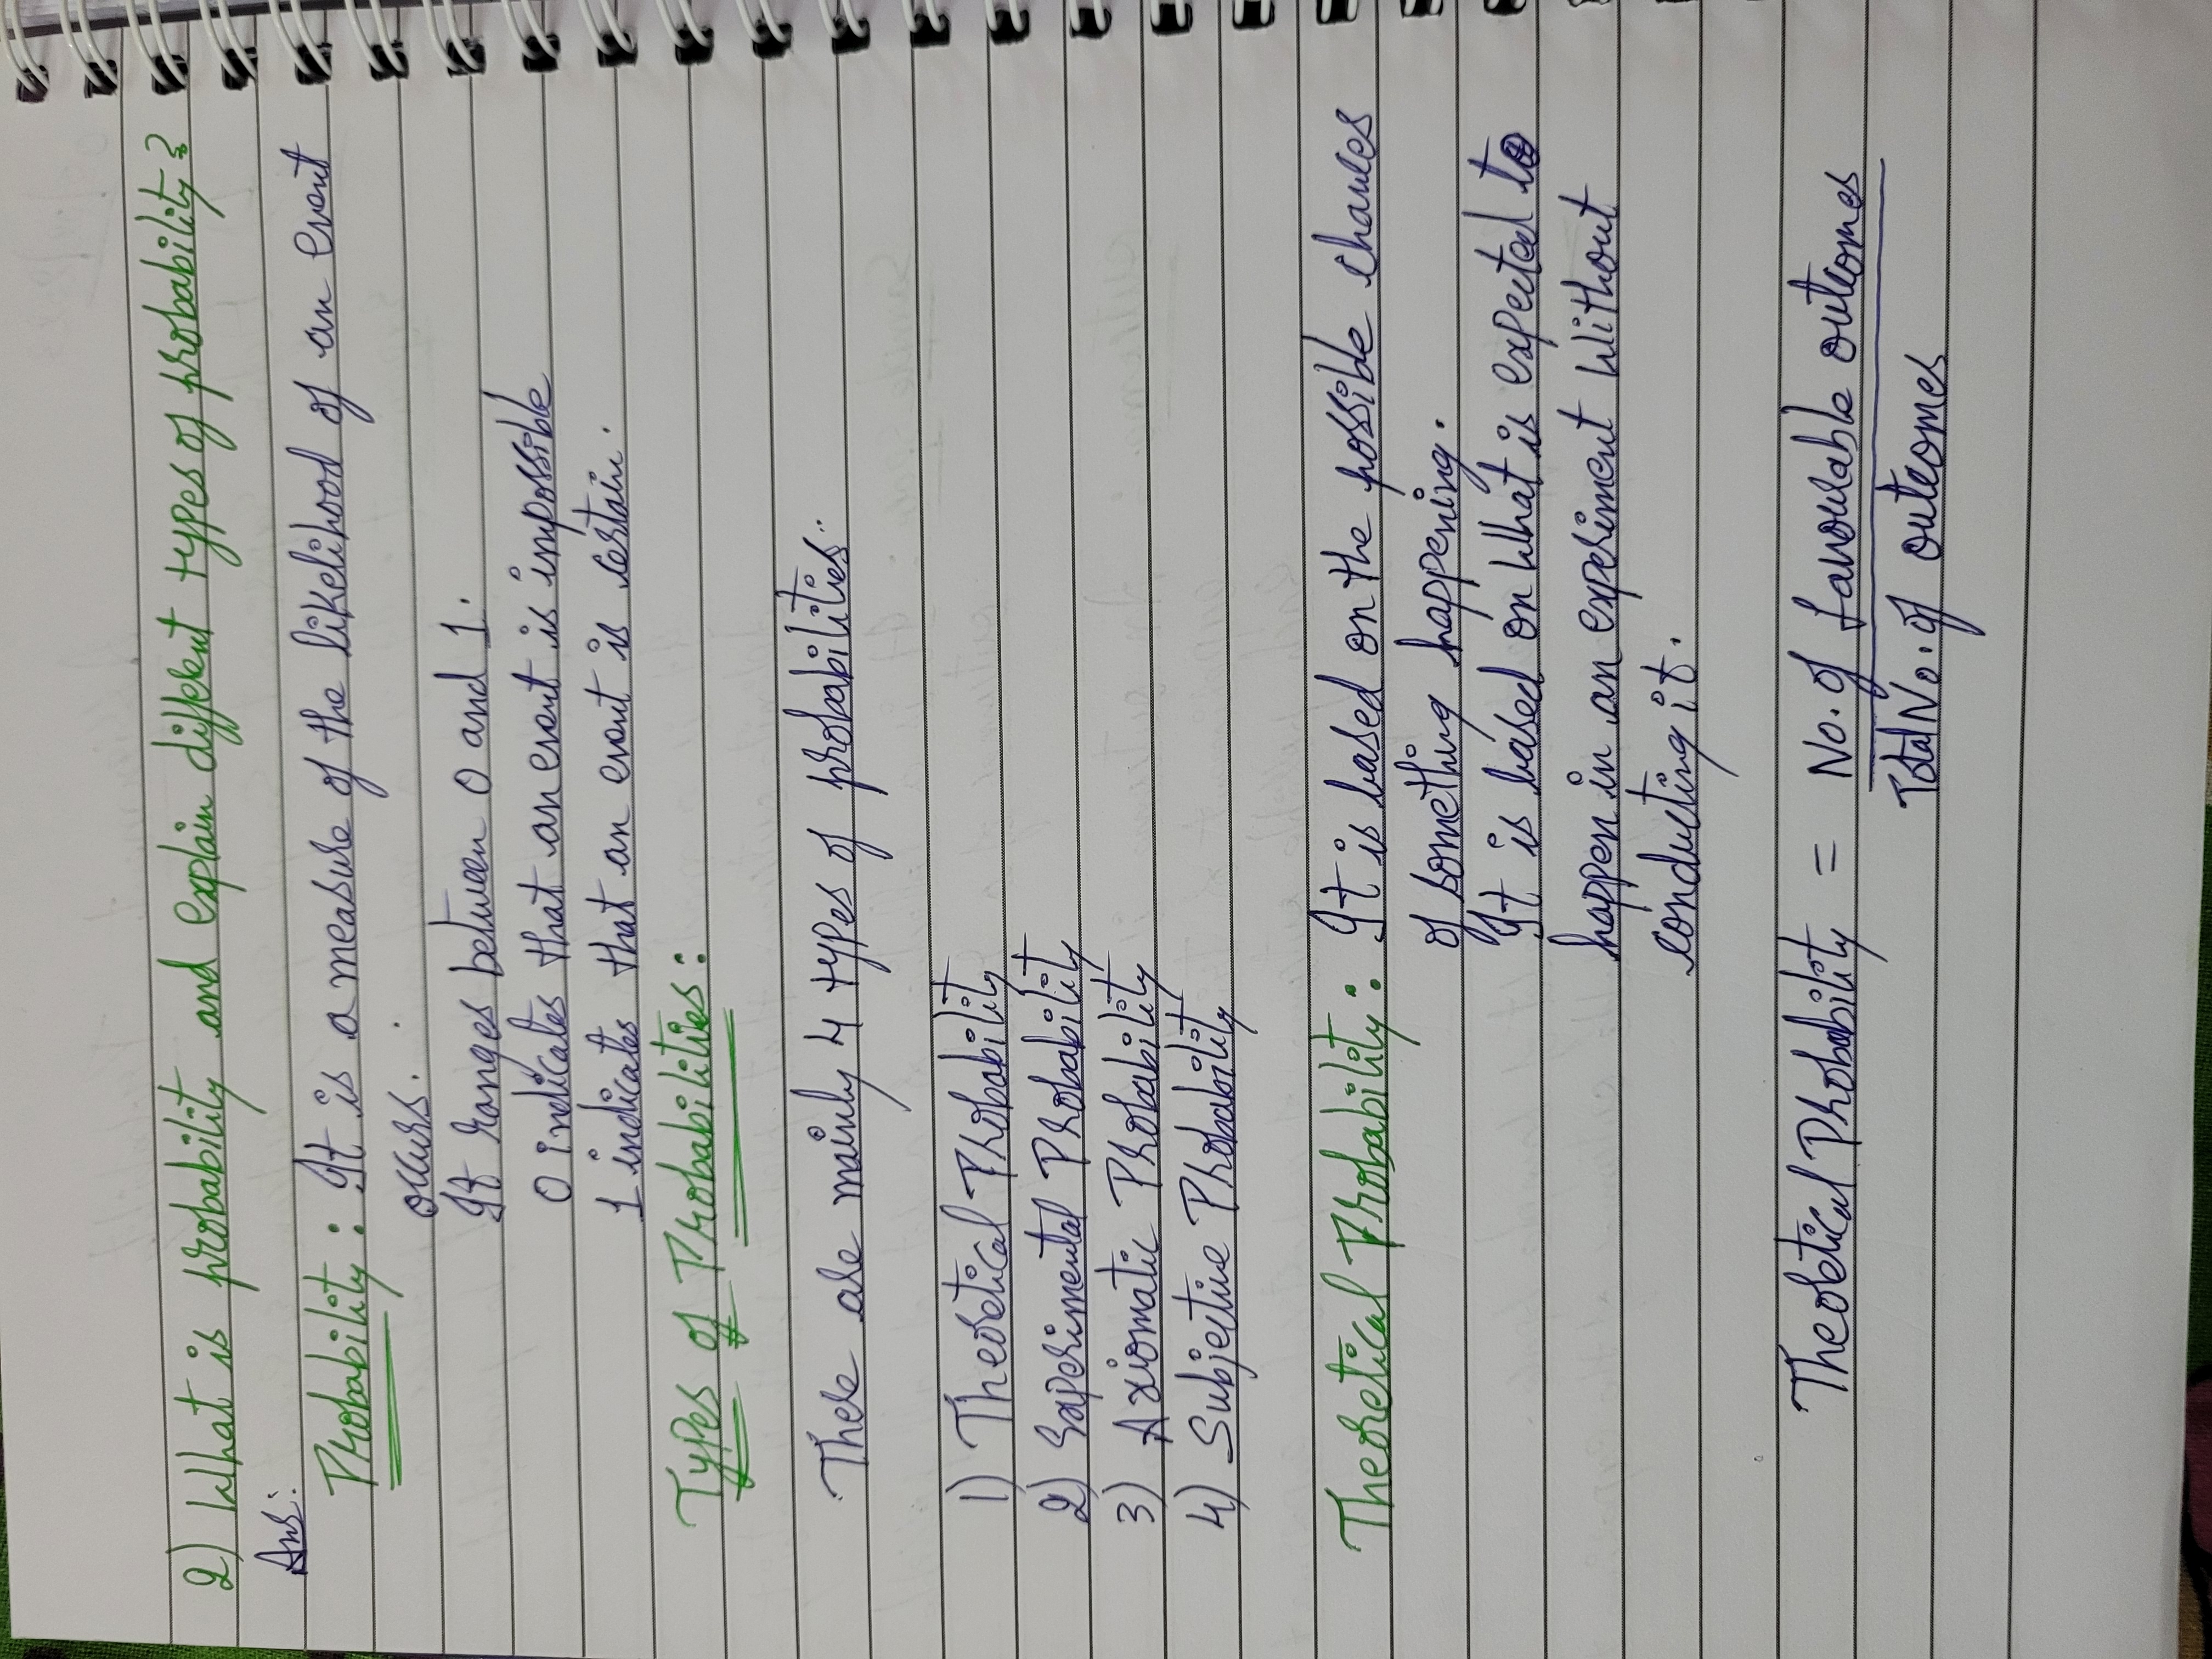 2) What is probability and explain different types of probability?
Ans:
Probability: It is a measure of the likelihood of an event
occurs.
It ranges between 0 and 1.
0 indicates that an event is impossible
1 indicates that an event is certain.
Types of Probabilities:
There are mainly 4 types of probabilities..
1) Theoretical Probability
2) Experimental Probability
3) Axiomatic Probability
4) Subjective Probability
Theoretical Probability: It is based on the possible chances
of something happening.
It is based on what is expected to
happen in an experiment without
conducting it.
Theoretical Probability = No. of favourable outcomes
Total No. of outcomes